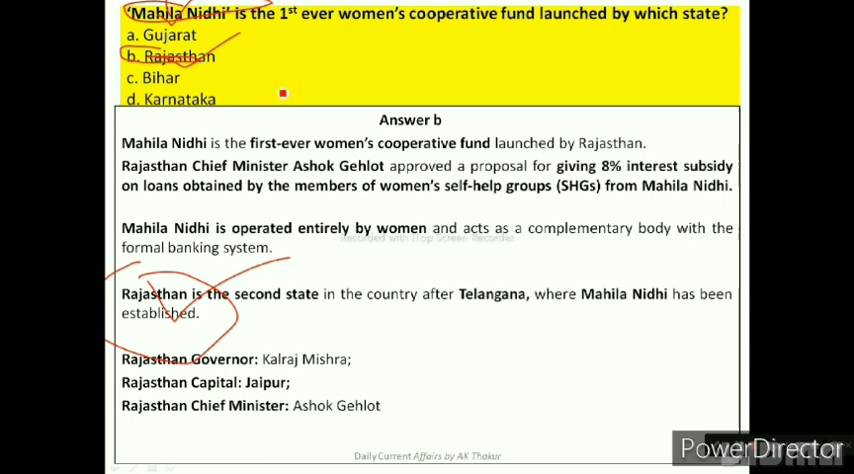 ‘Mahila Nidhi’ is the 1st ever women’s cooperative fund launched by which state?
a. Gujarat
b. Rajasthan
c. Bihar
d. Karnataka
Answer b
Mahila Nidhi is the first-ever women’s cooperative fund launched by Rajasthan.
Rajasthan Chief Minister Ashok Gehlot approved a proposal for giving 8% interest subsidy
on loans obtained by the members of women’s self-help groups (SHGs) from Mahila Nidhi.
Mahila Nidhi is operated entirely by women and acts as a complementary body with the
Recorded with iTop Screen Recorder
formal banking system.
Rajasthan is the second state in the country after Telangana, where Mahila Nidhi has been
established.
Rajasthan Governor: Kalraj Mishra;
Rajasthan Capital: Jaipur;
Rajasthan Chief Minister: Ashok Gehlot
PowerDirector
Daily Current Affairs by AK Thakur